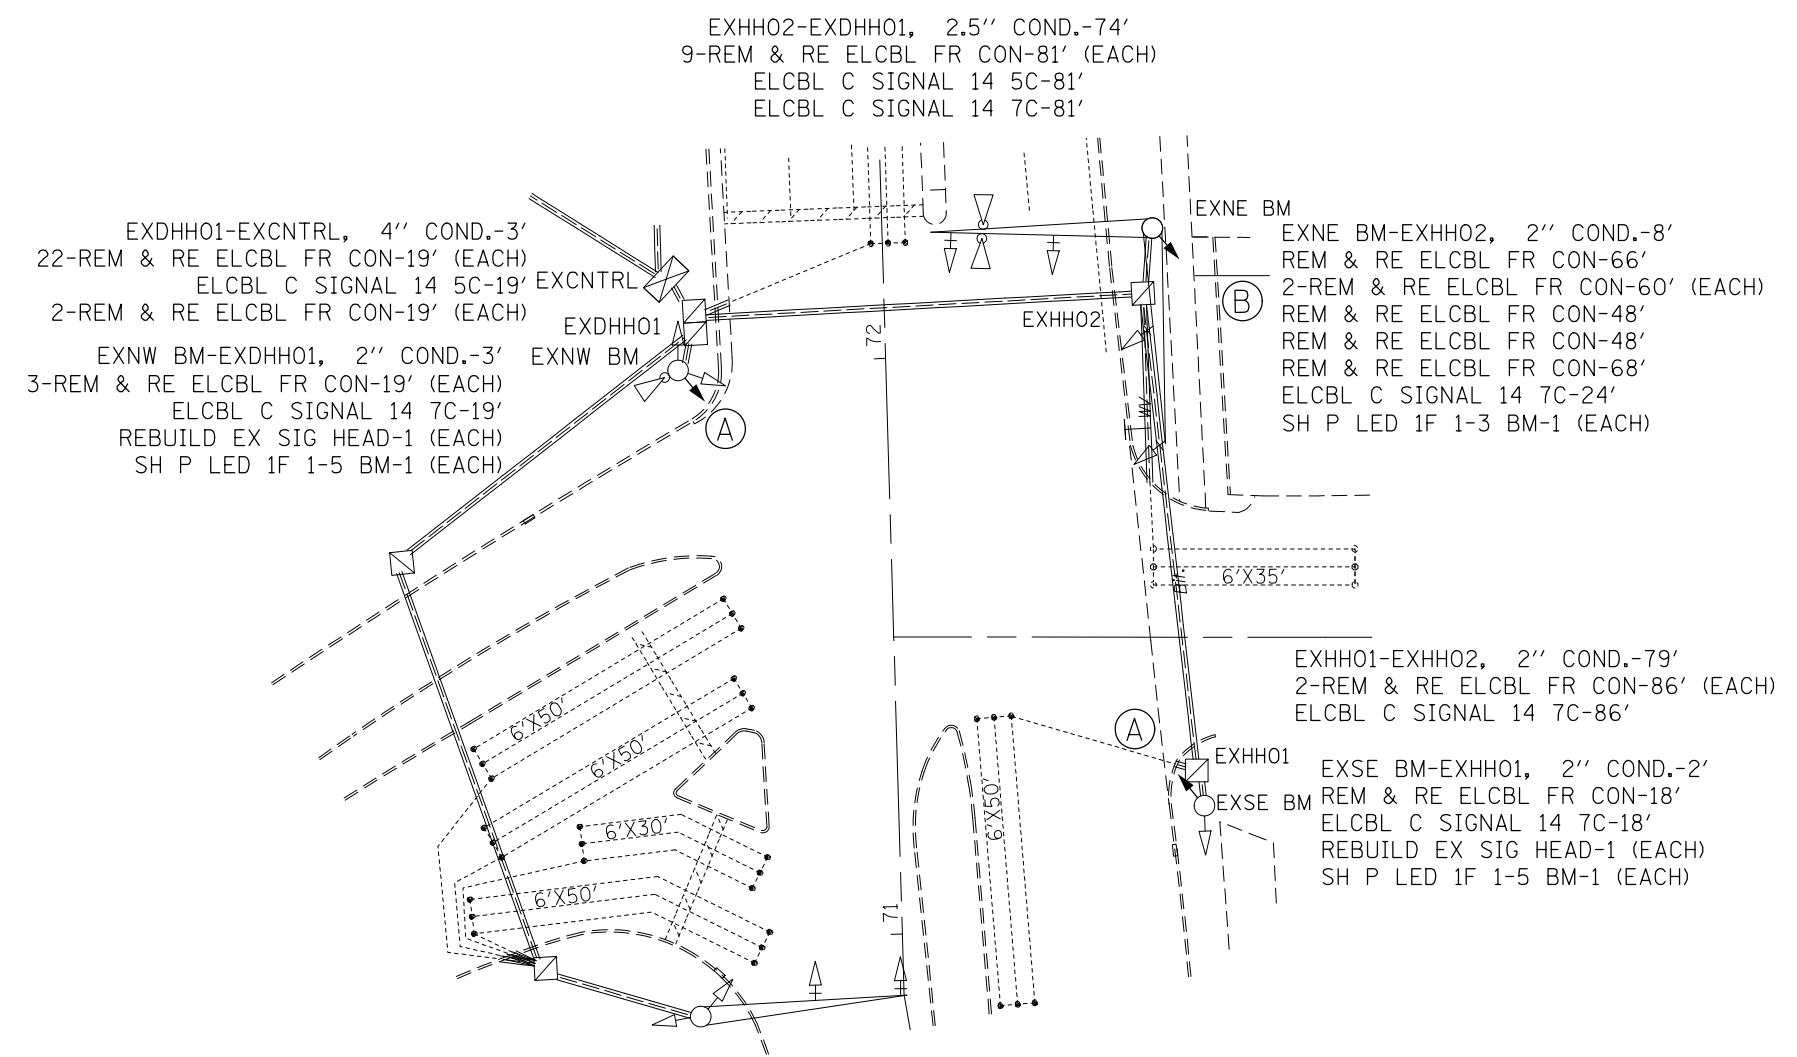 EXHH02-EXDHH01, 2.5'' COND.-74'
9-REM & RE ELCBL FR CON-81' (EACH)
ELCBL C SIGNAL 14 5C-81'
ELCBL C SIGNAL 14 7C-81'
EXDHH01-EXCNTRL, 4'' COND.-3'
22-REM & RE ELCBL FR CON-19' (EACH)
ELCBL C SIGNAL 14 5C-19'
2-REM & RE ELCBL FR CON-19' (EACH)
EXCNTRL
EXDHH01
EXNW BM-EXDHH01, 2'' COND.-3'
3-REM & RE ELCBL FR CON-19' (EACH)
ELCBL C SIGNAL 14 7C-19'
REBUILD EX SIG HEAD-1 (EACH)
SH P LED 1F 1-5 BM-1 (EACH)
EXNW BM
A
72
EXHH02
EXNE BM
EXNE BM-EXHH02, 2'' COND.-8'
REM & RE ELCBL FR CON-66'
2-REM & RE ELCBL FR CON-60' (EACH)
REM & RE ELCBL FR CON-48'
REM & RE ELCBL FR CON-48'
REM & RE ELCBL FR CON-68'
ELCBL C SIGNAL 14 7C-24'
SH P LED 1F 1-3 BM-1 (EACH)
B
WV
Bit.
6'X35'
EXHH01-EXHH02, 2'' COND.-79'
2-REM & RE ELCBL FR CON-86' (EACH)
ELCBL C SIGNAL 14 7C-86'
A
EXHH01
EXSE BM-EXHH01, 2'' COND.-2'
REM & RE ELCBL FR CON-18'
ELCBL C SIGNAL 14 7C-18'
REBUILD EX SIG HEAD-1 (EACH)
SH P LED 1F 1-5 BM-1 (EACH)
EXSE BM
6'X50'
6'X50'
6'X30'
6'X50'
6'X50'
71